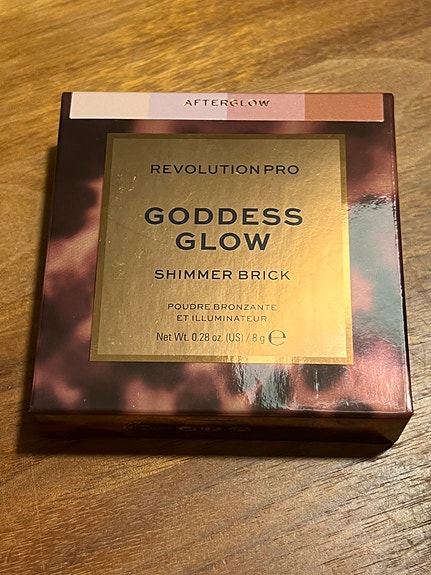 AFTERGLOW
REVOLUTION PRO
GODDESS
GLOW
SHIMMER BRICK
POUDRE BRONZANTE
ET ILLUMINATEUR
Net Wt. 0.28 oz. (US) / 8 g ℮